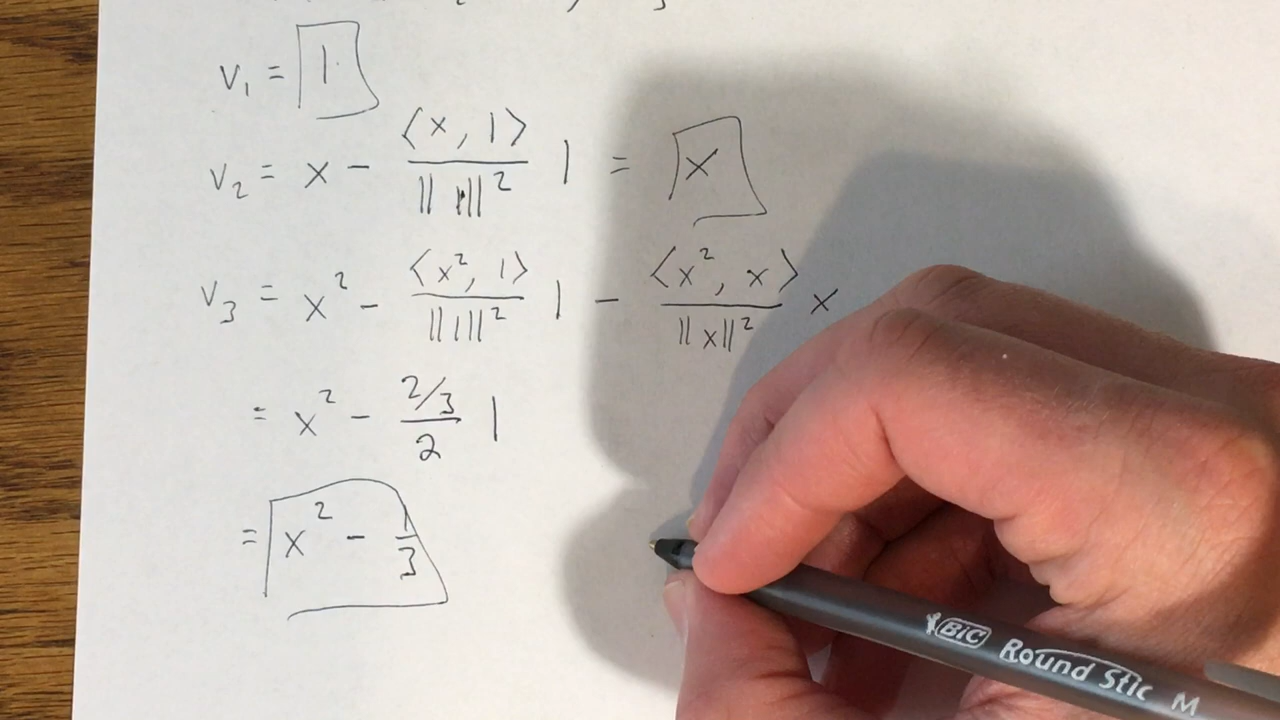 v₁ = 1
v₂ = x - ⟨x, 1⟩/||1||² 1 = x
v₃ = x² - ⟨x², 1⟩/||1||² 1 - ⟨x², x⟩/||x||² x
= x² - (2/3)/2 1
= x² - 1/3
BiC Round Stic M